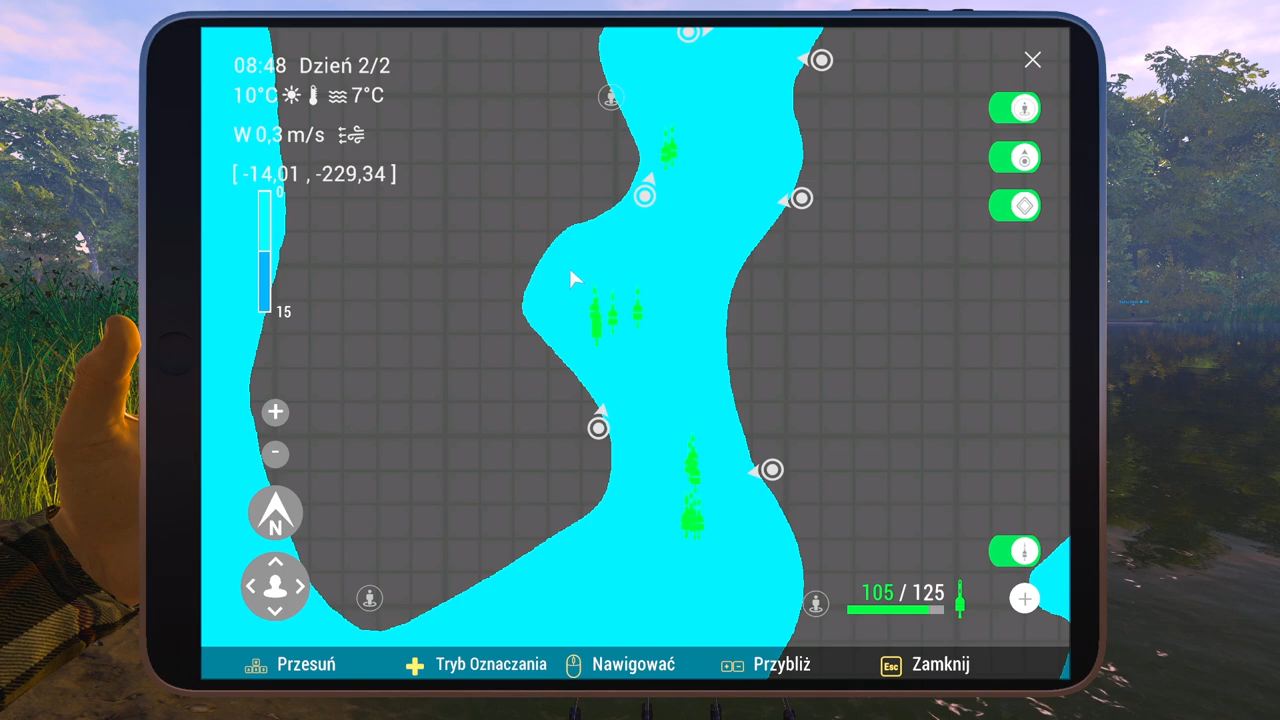 08:48 Dzień 2/2
10°C 7°C
W 0,3 m/s
[ -14,01 , -229,34 ]
0
15
+
-
N
105 / 125
+
Przesuń
Tryb Oznaczania
Nawigować
Przybliż
Esc Zamknij